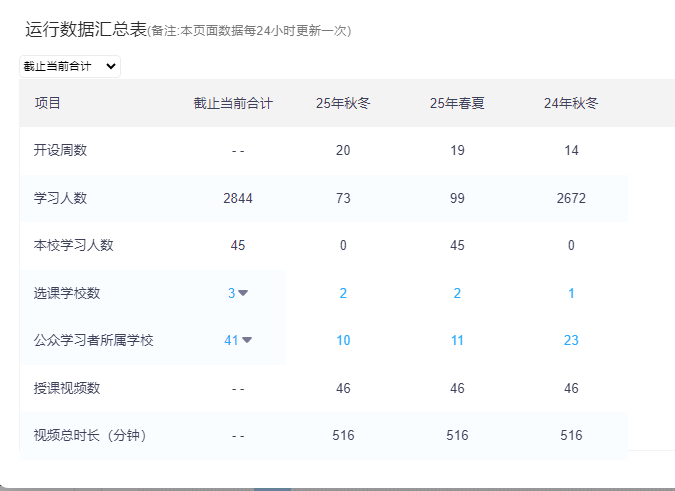 运行数据汇总表(备注:本页面数据每24小时更新一次)
截止当前合计
项目 截止当前合计 25年秋冬 25年春夏 24年秋冬
开设周数 - - 20 19 14
学习人数 2844 73 99 2672
本校学习人数 45 0 45 0
选课学校数 3 2 2 1
公众学习者所属学校 41 10 11 23
授课视频数 - - 46 46 46
视频总时长（分钟） - - 516 516 516